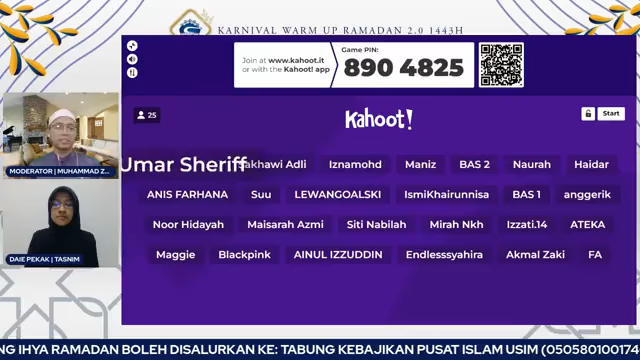 KARNIVAL WARM UP RAMADAN 2.0 1443H
Join at www.kahoot.it
or with the Kahoot! app
Game PIN:
890 4825
25
Kahoot!
Start
Umar Sheriff akhawi Adli Iznamohd Maniz BAS 2 Naurah Haidar
ANIS FARHANA Suu LEWANGOALSKI IsmiKhairunnisa BAS 1 anggerik
Noor Hidayah Maisarah Azmi Siti Nabilah Mirah Nkh Izzati.14 ATEKA
Maggie Blackpink AINUL IZZUDDIN Endlesssyahira Akmal Zaki FA
MODERATOR | MUHAMMAD Z...
DAIE PEKAK | TASNIM
NG IHYA RAMADAN BOLEH DISALURKAN KE: TABUNG KEBAJIKAN PUSAT ISLAM USIM (0505801000174